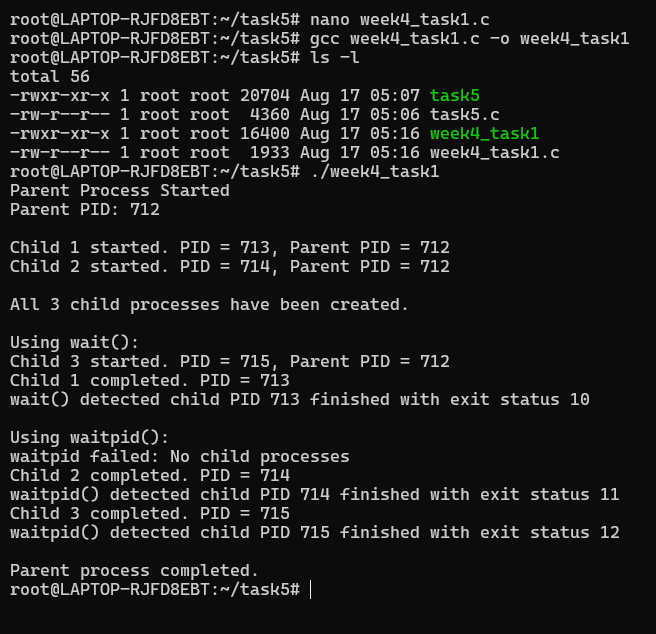 root@LAPTOP-RJFD8EBT:~/task5# nano week4_task1.c
root@LAPTOP-RJFD8EBT:~/task5# gcc week4_task1.c -o week4_task1
root@LAPTOP-RJFD8EBT:~/task5# ls -l
total 56
-rwxr-xr-x 1 root root 20704 Aug 17 05:07 task5
-rw-r--r-- 1 root root  4360 Aug 17 05:06 task5.c
-rwxr-xr-x 1 root root 16400 Aug 17 05:16 week4_task1
-rw-r--r-- 1 root root  1933 Aug 17 05:16 week4_task1.c
root@LAPTOP-RJFD8EBT:~/task5# ./week4_task1
Parent Process Started
Parent PID: 712
Child 1 started. PID = 713, Parent PID = 712
Child 2 started. PID = 714, Parent PID = 712
All 3 child processes have been created.
Using wait():
Child 3 started. PID = 715, Parent PID = 712
Child 1 completed. PID = 713
wait() detected child PID 713 finished with exit status 10
Using waitpid():
waitpid failed: No child processes
Child 2 completed. PID = 714
waitpid() detected child PID 714 finished with exit status 11
Child 3 completed. PID = 715
waitpid() detected child PID 715 finished with exit status 12
Parent process completed.
root@LAPTOP-RJFD8EBT:~/task5#